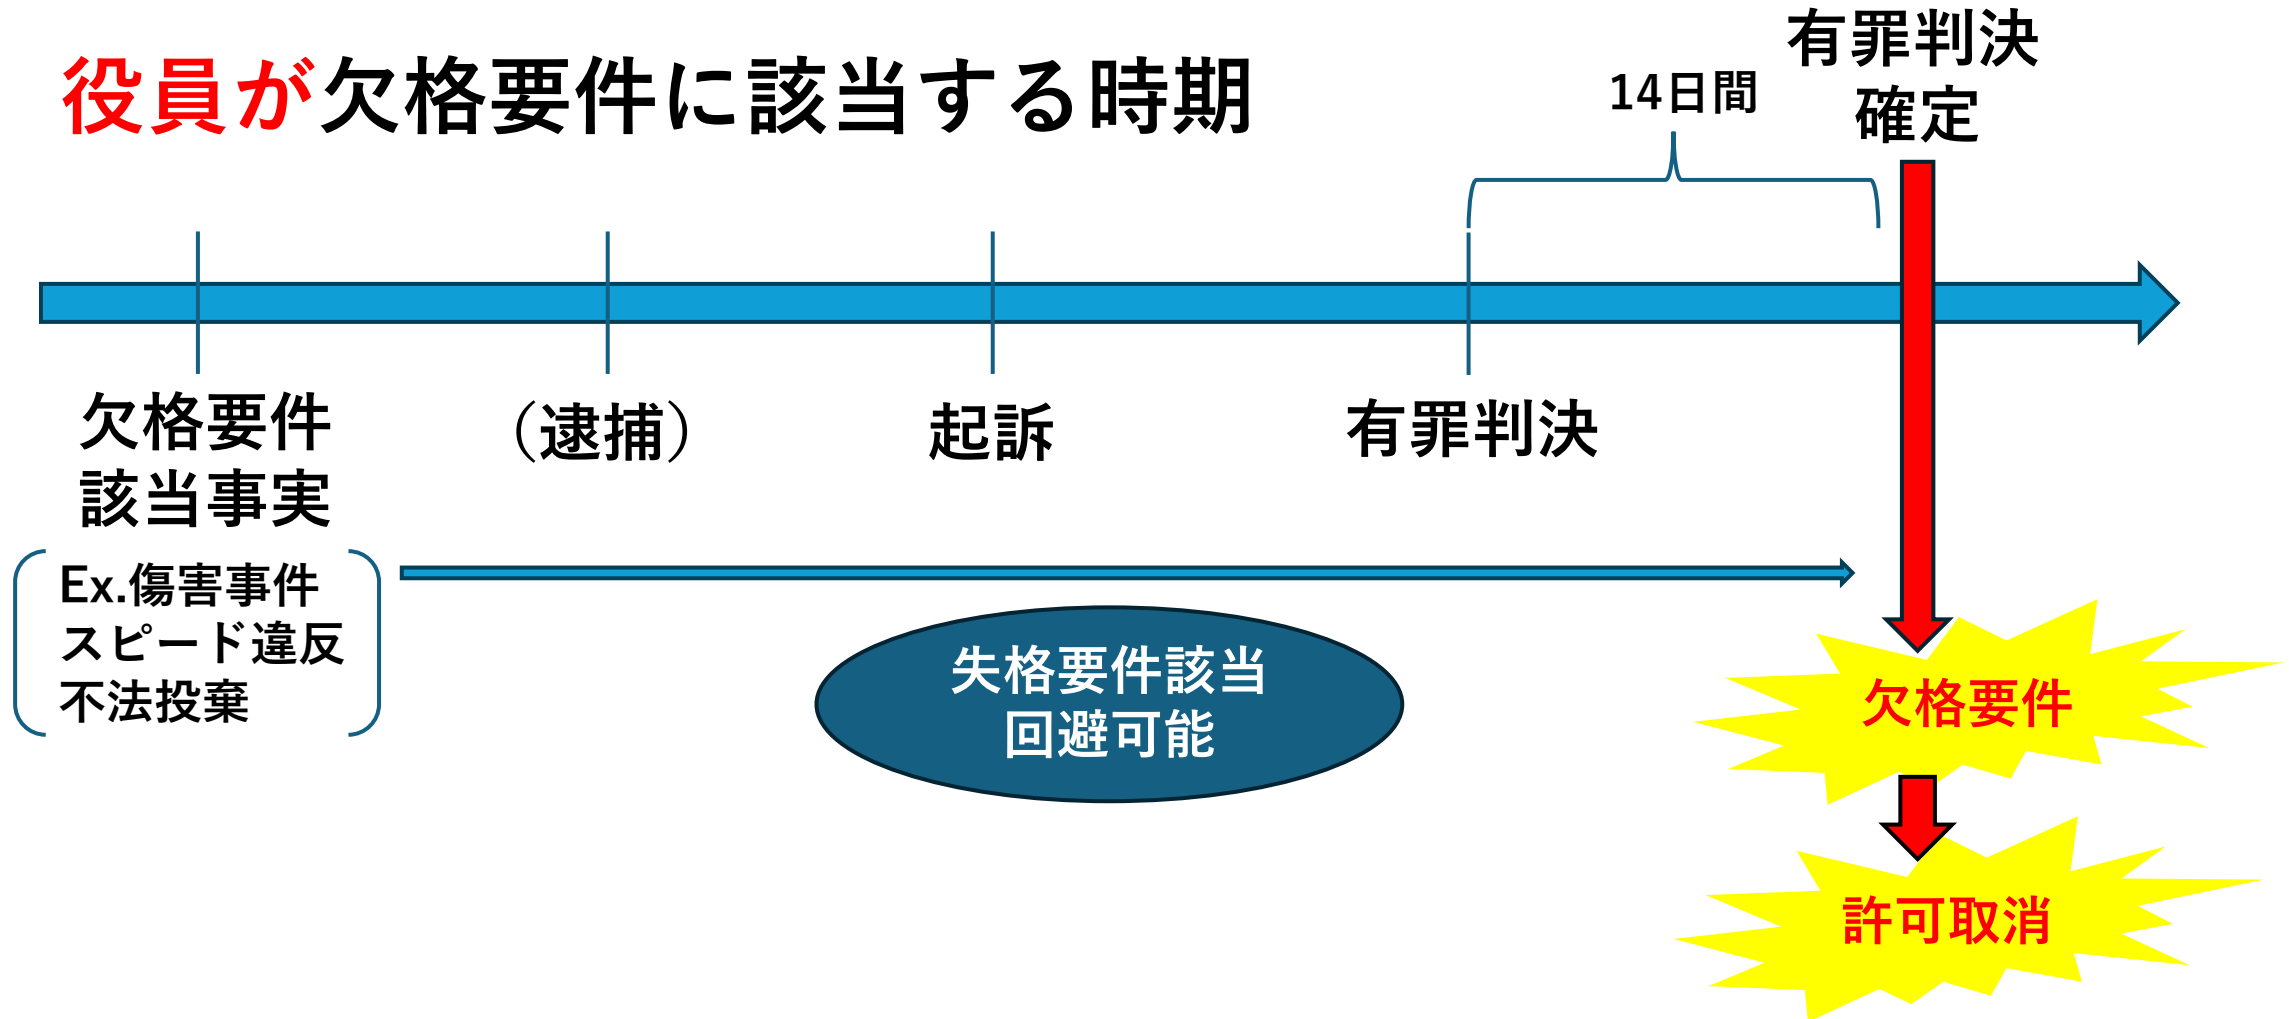 役員が欠格要件に該当する時期
14日間
有罪判決
確定
欠格要件
該当事実
（逮捕）
起訴
有罪判決
Ex.傷害事件
スピード違反
不法投棄
失格要件該当
回避可能
欠格要件
許可取消